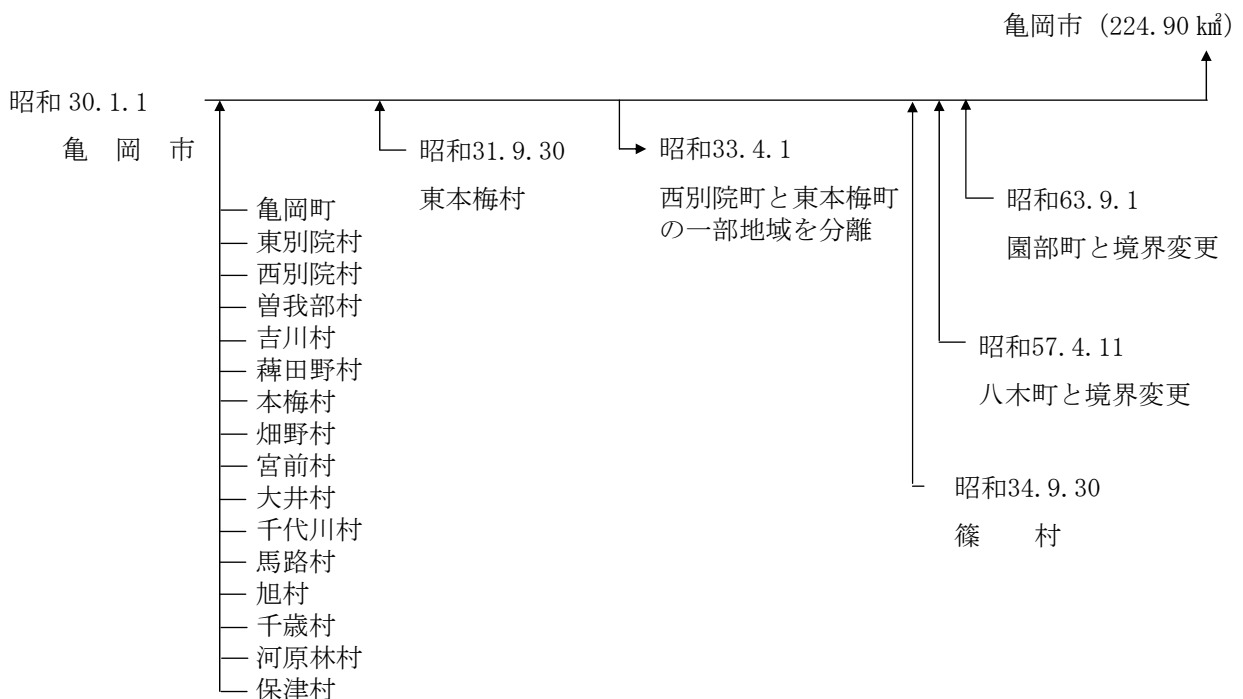 亀岡市（224.90 ㎢）
昭和 30.1.1
亀 岡 市
亀岡町
東別院村
西別院村
曽我部村
吉川村
薭田野村
本梅村
畑野村
宮前村
大井村
千代川村
馬路村
旭村
千歳村
河原林村
保津村
昭和31.9.30
東本梅村
昭和33.4.1
西別院町と東本梅町
の一部地域を分離
昭和34.9.30
篠 村
昭和57.4.11
八木町と境界変更
昭和63.9.1
園部町と境界変更